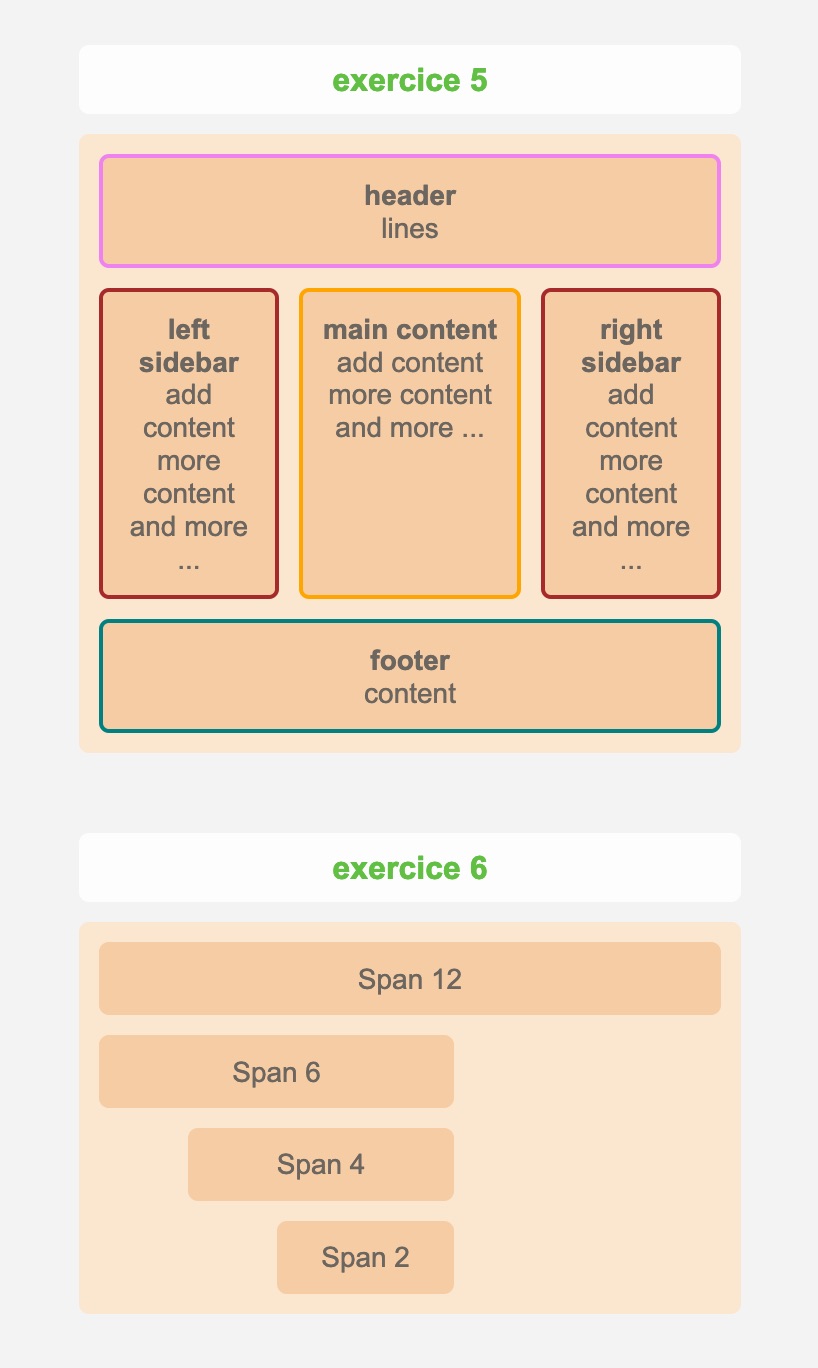 exercice 5
header
lines
left
sidebar
add
content
more
content
and more
...
main content
add content
more content
and more ...
right
sidebar
add
content
more
content
and more
...
footer
content
exercice 6
Span 12
Span 6
Span 4
Span 2